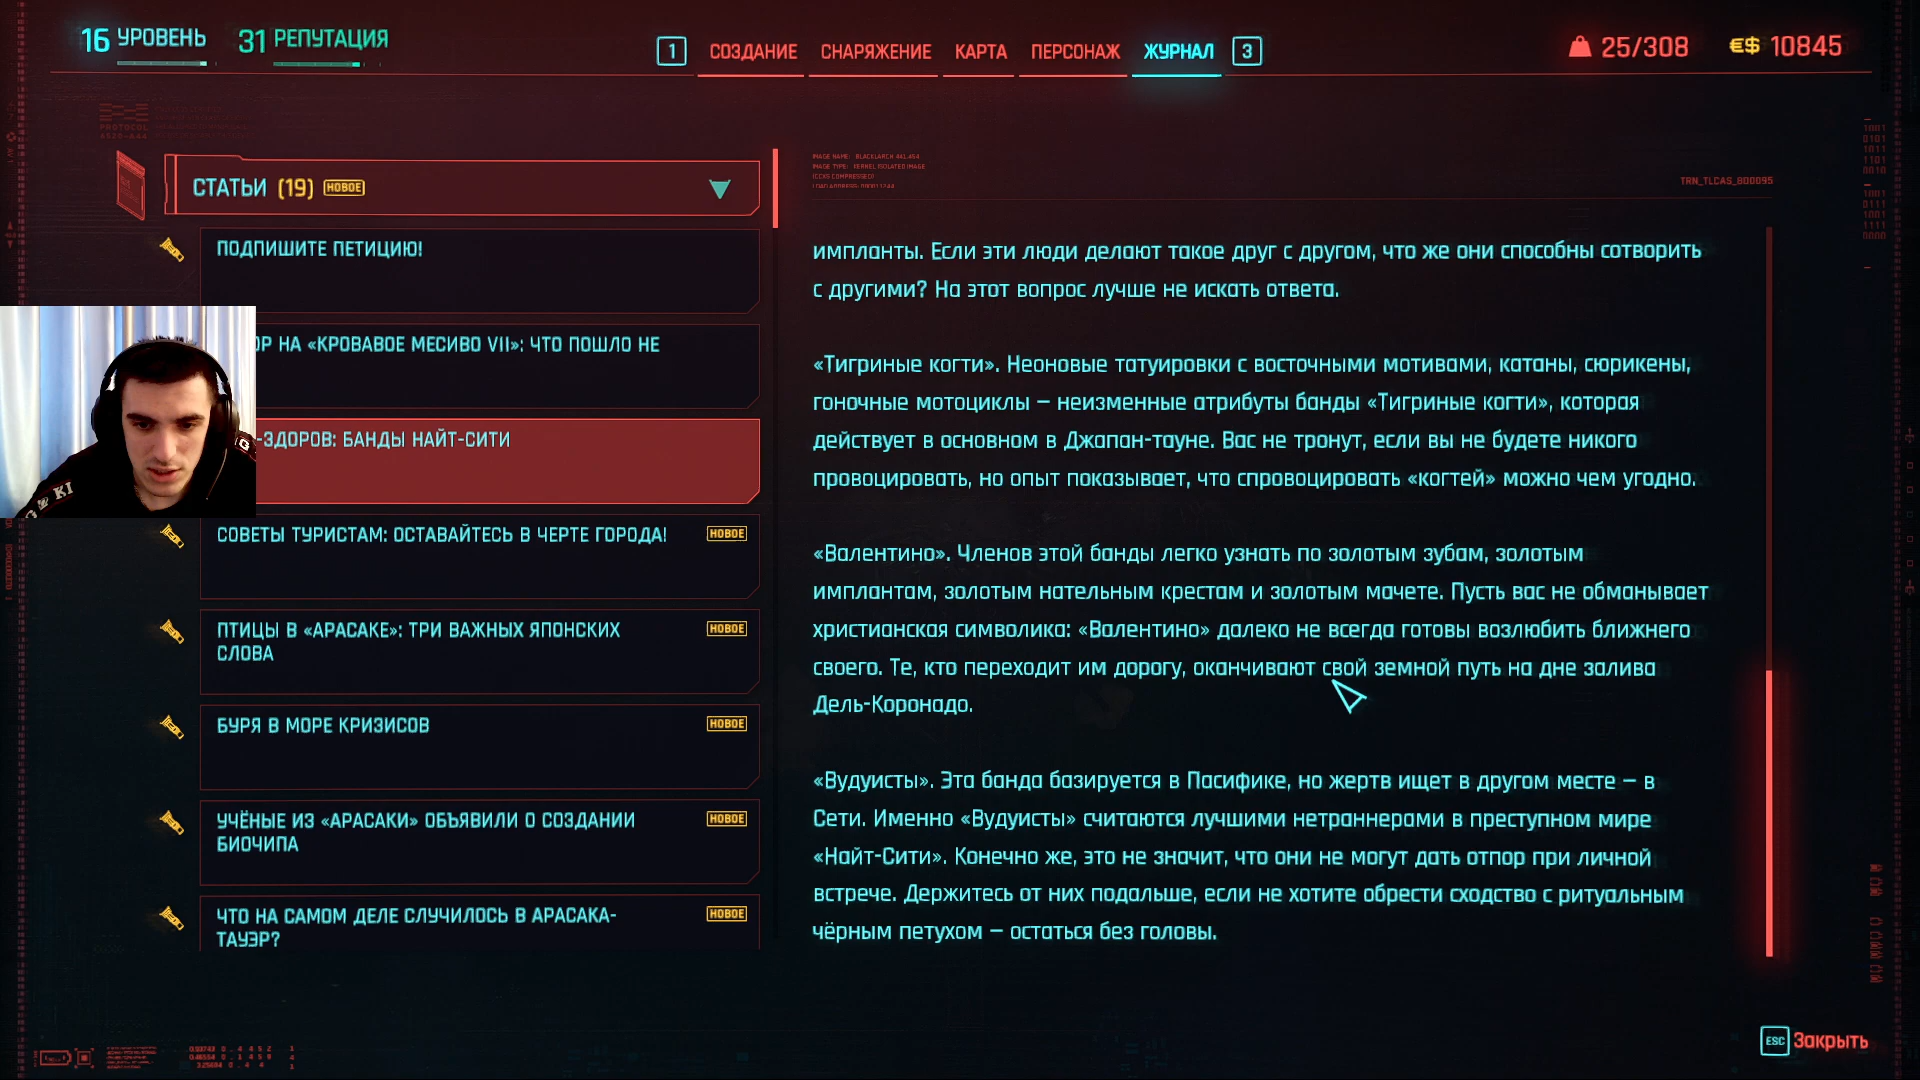 16 УРОВЕНЬ
31 РЕПУТАЦИЯ
1 СОЗДАНИЕ СНАРЯЖЕНИЕ КАРТА ПЕРСОНАЖ ЖУРНАЛ 3
25/308
€$ 10845
СТАТЬИ (19) НОВОЕ
ПОДПИШИТЕ ПЕТИЦИЮ!
ОР НА «КРОВАВОЕ МЕСИВО VII»: ЧТО ПОШЛО НЕ
-ЗДОРОВ: БАНДЫ НАЙТ-СИТИ
СОВЕТЫ ТУРИСТАМ: ОСТАВАЙТЕСЬ В ЧЕРТЕ ГОРОДА! НОВОЕ
ПТИЦЫ В «АРАСАКЕ»: ТРИ ВАЖНЫХ ЯПОНСКИХ НОВОЕ
СЛОВА
БУРЯ В МОРЕ КРИЗИСОВ НОВОЕ
УЧЁНЫЕ ИЗ «АРАСАКИ» ОБЪЯВИЛИ О СОЗДАНИИ НОВОЕ
БИОЧИПА
ЧТО НА САМОМ ДЕЛЕ СЛУЧИЛОСЬ В АРАСАКА- НОВОЕ
ТАУЭР?
TRN_TLCAS_800095
импланты. Если эти люди делают такое друг с другом, что же они способны сотворить
с другими? На этот вопрос лучше не искать ответа.
«Тигриные когти». Неоновые татуировки с восточными мотивами, катаны, сюрикены,
гоночные мотоциклы – неизменные атрибуты банды «Тигриные когти», которая
действует в основном в Джапан-тауне. Вас не тронут, если вы не будете никого
провоцировать, но опыт показывает, что спровоцировать «когтей» можно чем угодно.
«Валентино». Членов этой банды легко узнать по золотым зубам, золотым
имплантам, золотым нательным крестам и золотым мачете. Пусть вас не обманывает
христианская символика: «Валентино» далеко не всегда готовы возлюбить ближнего
своего. Те, кто переходит им дорогу, оканчивают свой земной путь на дне залива
Дель-Коронадо.
«Вудуисты». Эта банда базируется в Пасифике, но жертв ищет в другом месте – в
Сети. Именно «Вудуисты» считаются лучшими нетраннерами в преступном мире
«Найт-Сити». Конечно же, это не значит, что они не могут дать отпор при личной
встрече. Держитесь от них подальше, если не хотите обрести сходство с ритуальным
чёрным петухом – остаться без головы.
ESC Закрыть